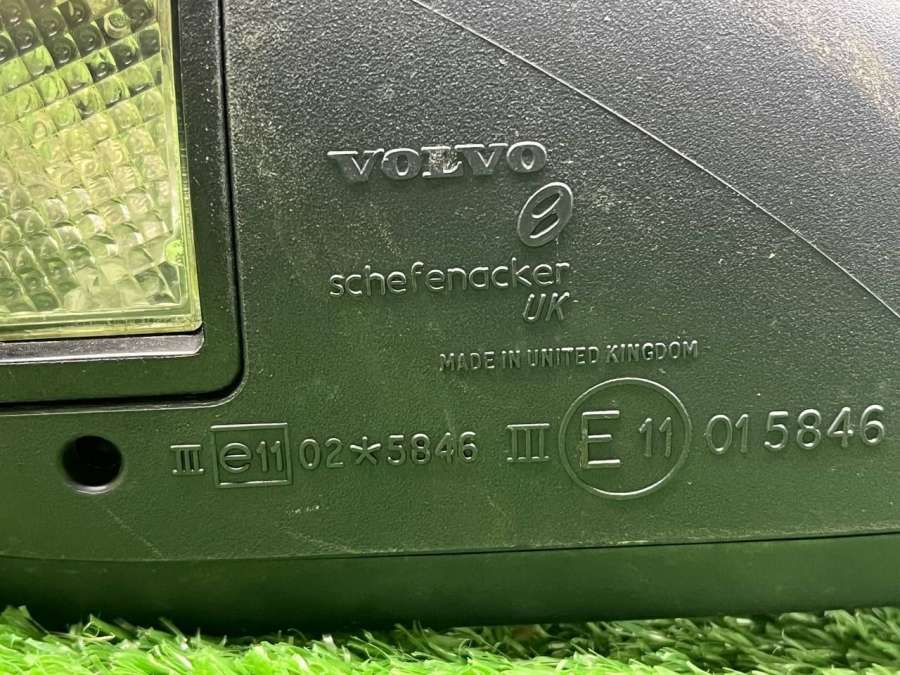 VOLVO
schefenacker
UK
MADE IN UNITED KINGDOM
III e11 02*5846 III E 11 01 5846